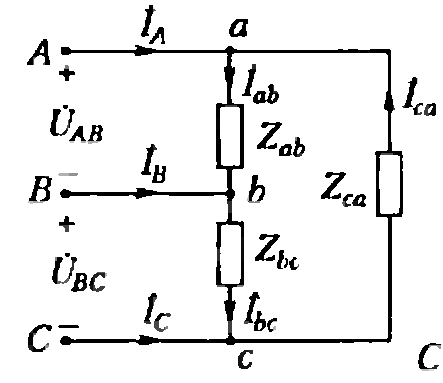 A İ_A a
+ İ_ab İ_ca
U̇_AB Z_ab
− İ_B
B b Z_ca
+
U̇_BC Z_bc
− İ_C İ_bc
C c C